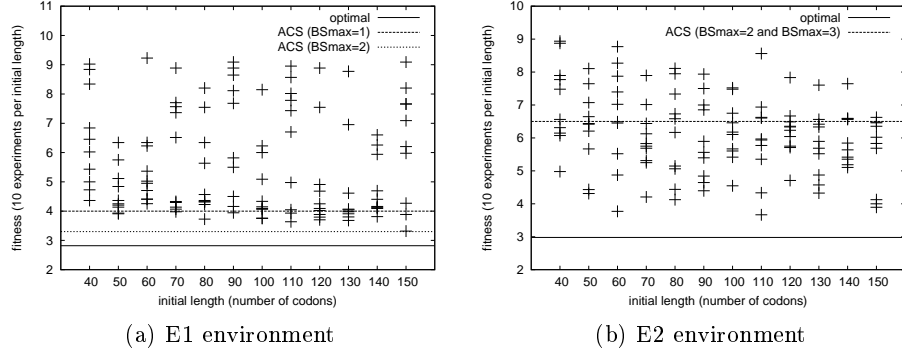 optimal
ACS (BSmax=1)
ACS (BSmax=2)
fitness (10 experiments per initial length)
11
10
9
8
7
6
5
4
3
2
40 50 60 70 80 90 100 110 120 130 140 150
initial length (number of codons)
(a) E1 environment
optimal
ACS (BSmax=2 and BSmax=3)
fitness (10 experiments per initial length)
10
9
8
7
6
5
4
3
2
40 50 60 70 80 90 100 110 120 130 140 150
initial length (number of codons)
(b) E2 environment